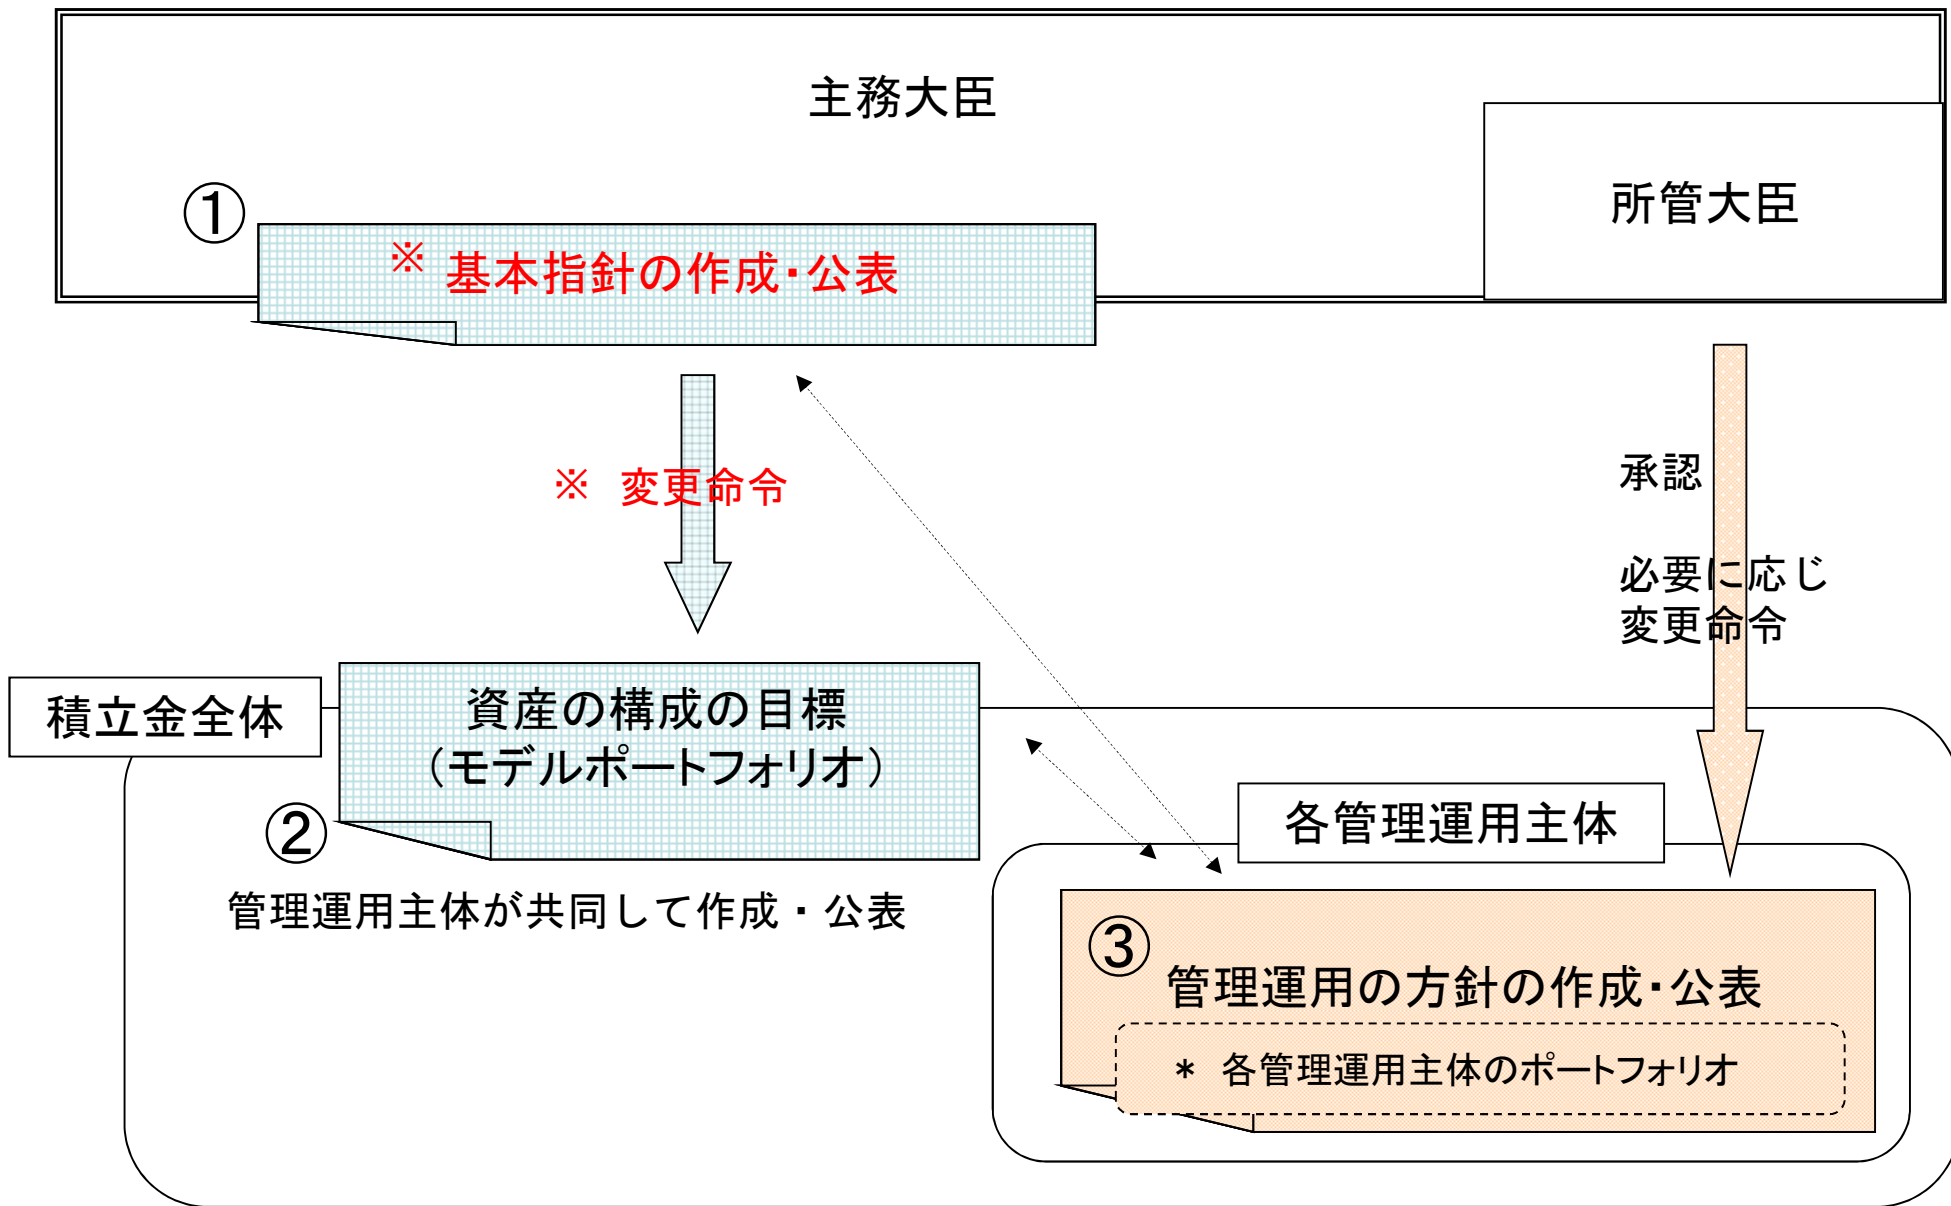 主務大臣
所管大臣
①
※ 基本指針の作成・公表
※ 変更命令
承認
必要に応じ
変更命令
積立金全体
資産の構成の目標
（モデルポートフォリオ）
②
管理運用主体が共同して作成・公表
各管理運用主体
③
管理運用の方針の作成・公表
* 各管理運用主体のポートフォリオ